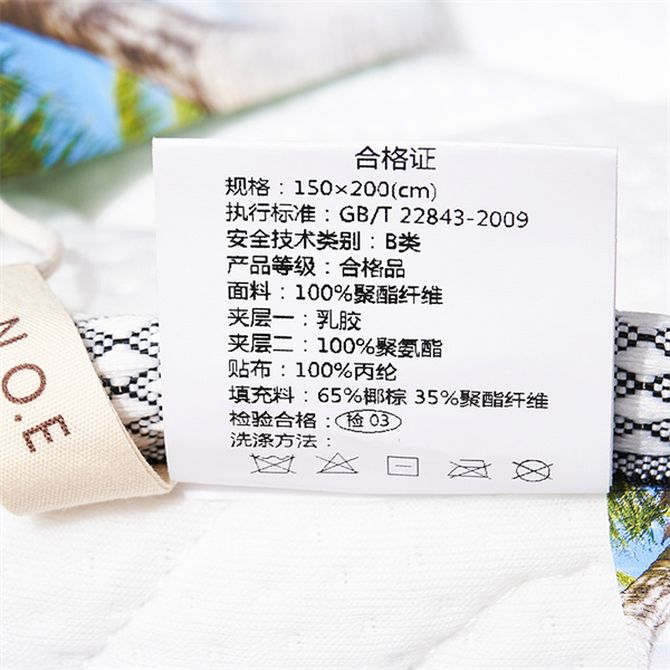 合格证
规格：150×200(cm)
执行标准：GB/T 22843-2009
安全技术类别：B类
产品等级：合格品
面料：100%聚酯纤维
夹层一：乳胶
夹层二：100%聚氨酯
贴布：100%丙纶
填充料：65%椰棕 35%聚酯纤维
检验合格：检 03
洗涤方法：
NO.E